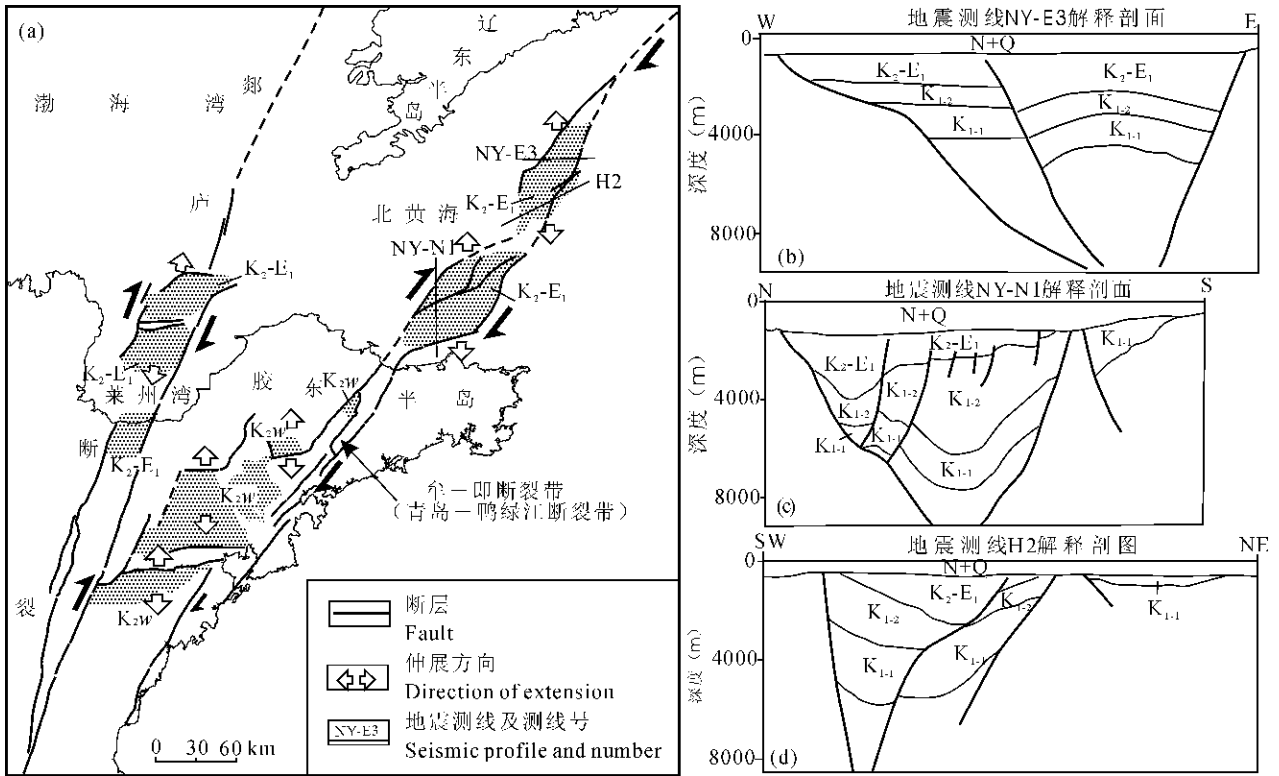 (a)
辽
东
半
岛
渤 海 湾
郯
庐
断
裂
NY-E3
H2
K₂-E₁
北 黄 海
NY-N1
K₂-E₁
K₂-E₁
K₂-E₁
莱 州 湾
胶 东 半 岛
K₂w
K₂w
K₂-E₁
K₂w
K₂w
牟－即断裂带
（青岛－鸭绿江断裂带）
断层
Fault
伸展方向
Direction of extension
NY-E3
地震测线及测线号
Seismic profile and number
0 30 60 km
W 地震测线NY-E3解释剖面 E
0
N+Q
K₂-E₁ K₂-E₁
K₁₋₂ K₁₋₂
K₁₋₁ K₁₋₁
4000
8000
深度 (m)
(b)
N 地震测线NY-N1解释剖面 S
0
N+Q
K₂-E₁ K₂-E₁ K₁₋₁
K₁₋₂ K₁₋₂
4000
K₁₋₂
K₁₋₁ K₁₋₁ K₁₋₁
8000
深度 (m)
(c)
SW 地震测线H2解释剖图 NE
0
N+Q
K₂-E₁ K₁₋₂ K₁₋₁
K₁₋₂
4000
K₁₋₁ K₁₋₁
8000
深度 (m)
(d)